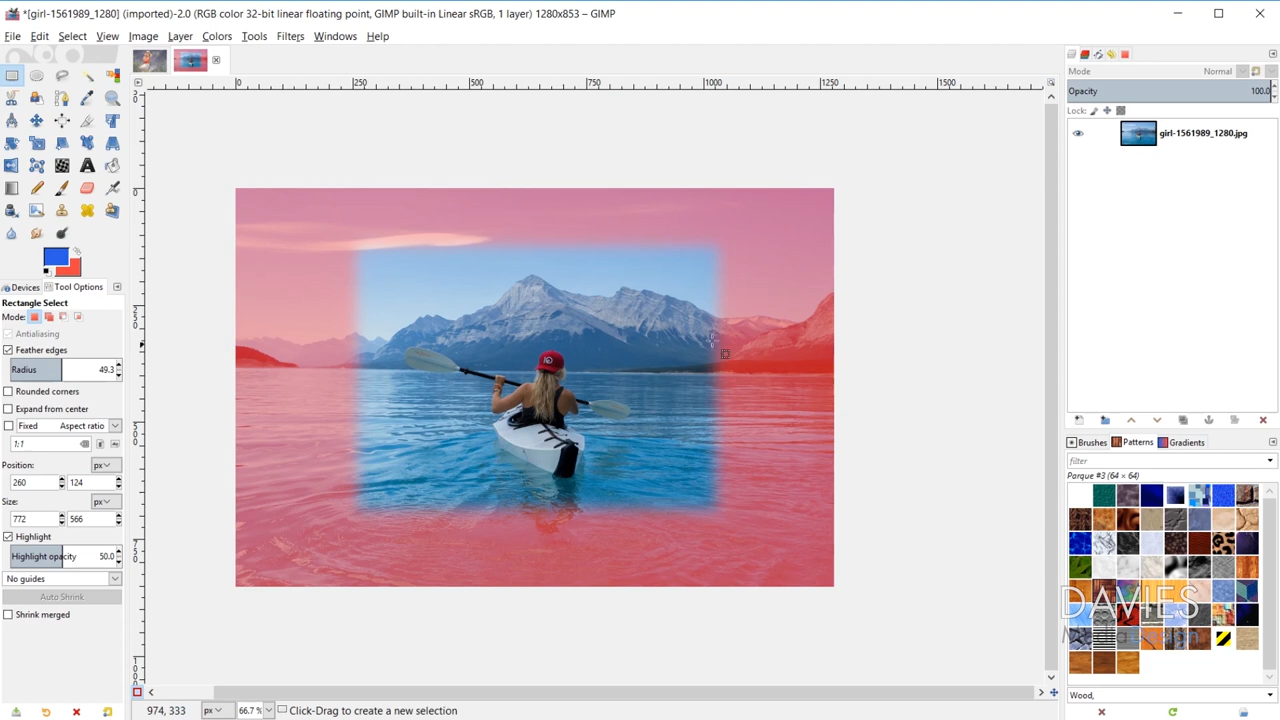 *[girl-1561989_1280] (imported)-2.0 (RGB color 32-bit linear floating point, GIMP built-in Linear sRGB, 1 layer) 1280x853 – GIMP
File Edit Select View Image Layer Colors Tools Filters Windows Help
Mode Normal
Opacity 100.0
Lock:
girl-1561989_1280.jpg
0 250 500 750 1000 1250 1500
0
250
500
750
Devices Tool Options
Rectangle Select
Mode:
Antialiasing
Feather edges
Radius 49.3
Rounded corners
Expand from center
Fixed Aspect ratio
1:1
Position: px
260 124
Size: px
772 566
Highlight
Highlight opacity 50.0
No guides
Auto Shrink
Shrink merged
Brushes Patterns Gradients
filter
Parque #3 (64 × 64)
DAVIES
Wood,
974, 333 px 66.7 % Click-Drag to create a new selection